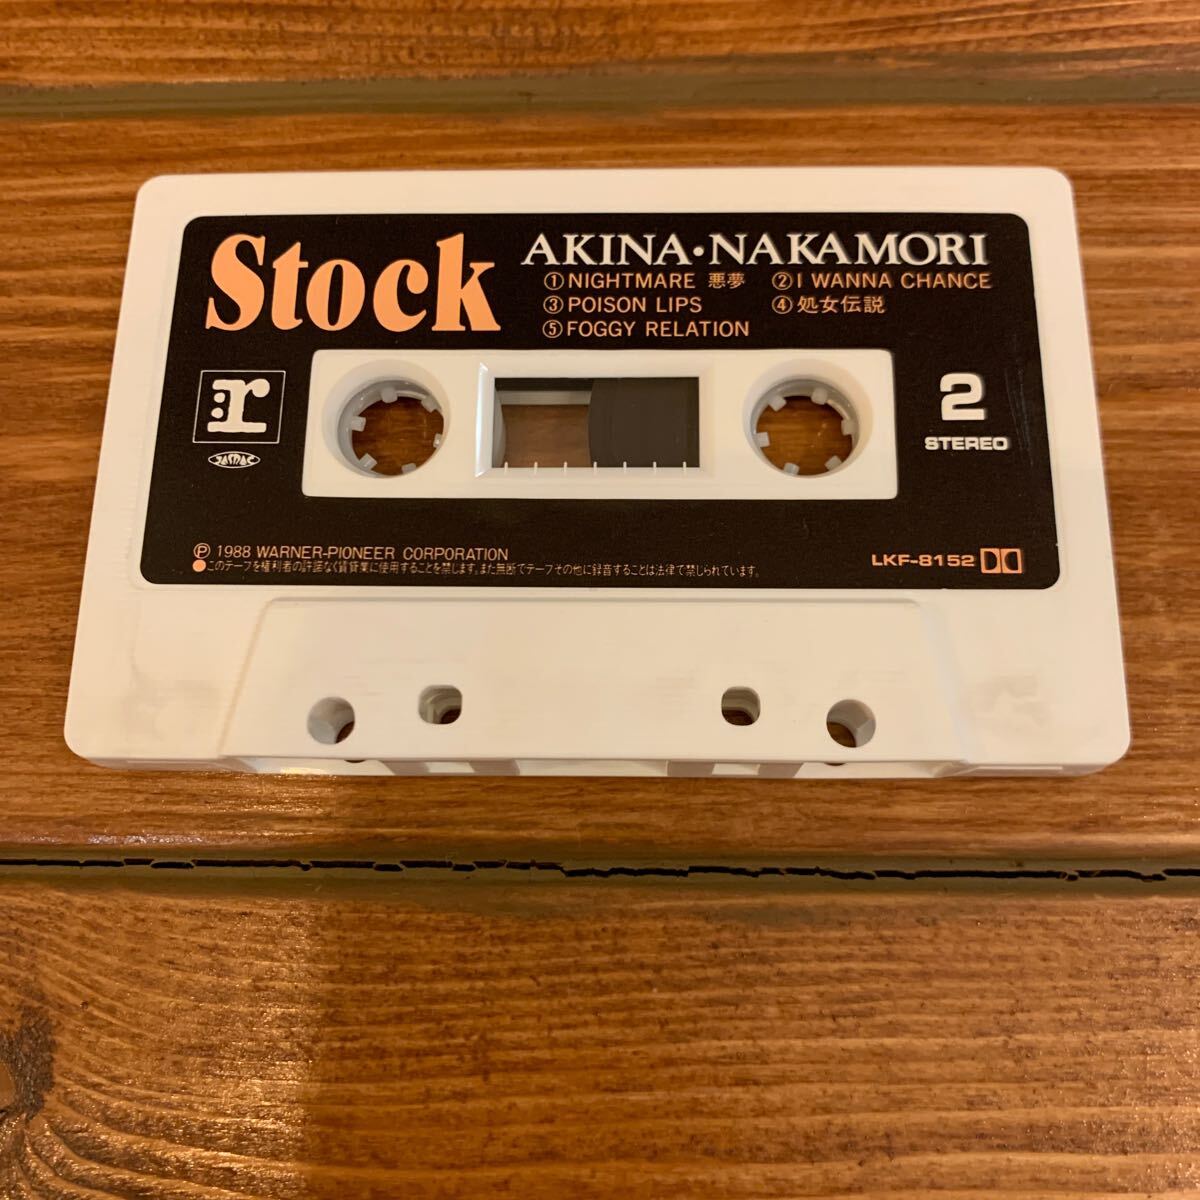 Stock
AKINA・NAKAMORI
①NIGHTMARE 悪夢 ②I WANNA CHANCE
③POISON LIPS ④処女伝説
⑤FOGGY RELATION
:r
JASRAC
2
STEREO
Ⓟ 1988 WARNER-PIONEER CORPORATION
●このテープを権利者の許諾なく賃貸業に使用することを禁じます。また無断でテープその他に録音することは法律で禁じられています。
LKF-8152